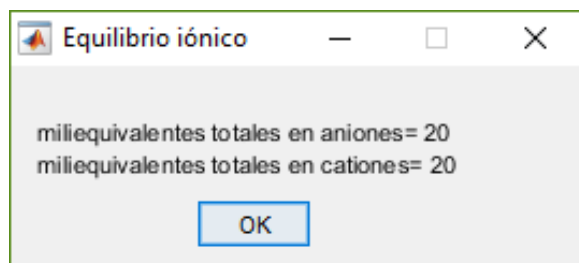 Equilibrio iónico
miliequivalentes totales en aniones= 20
miliequivalentes totales en cationes= 20
OK